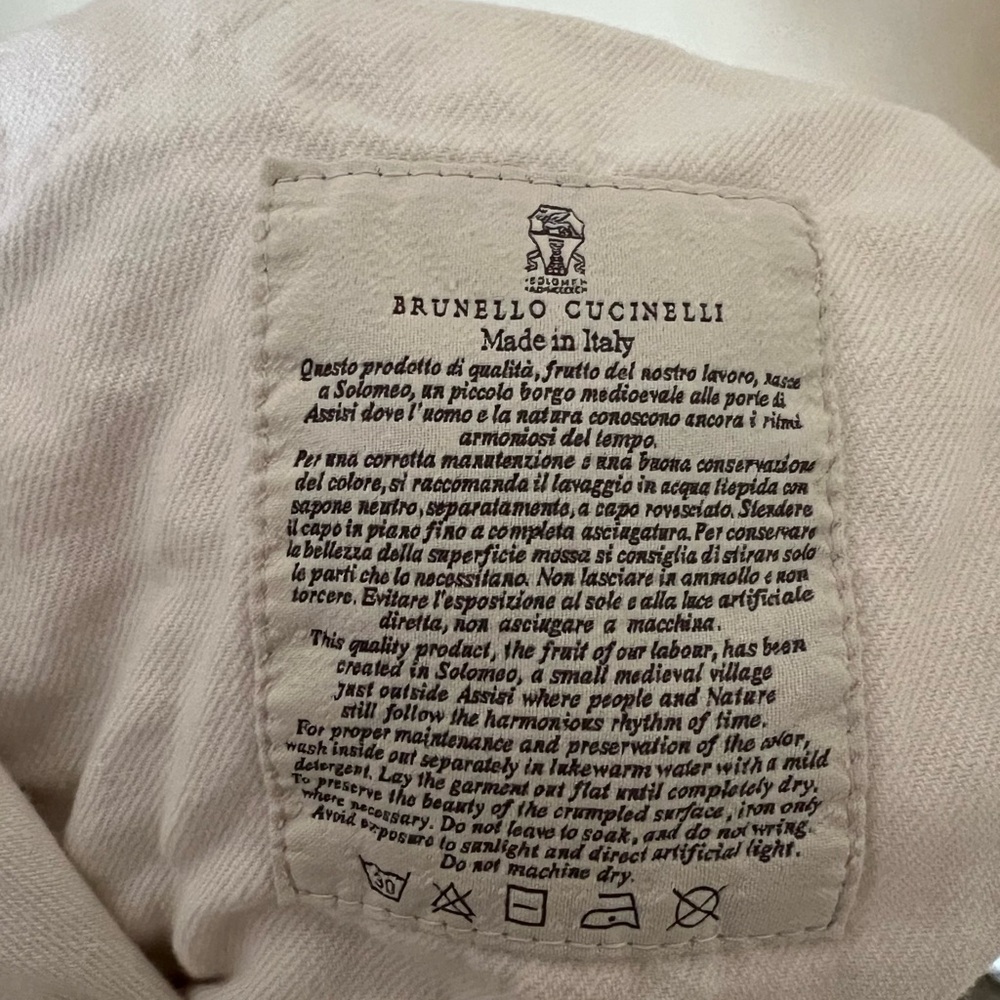 SOLOMEO
BRUNELLO CUCINELLI
Made in Italy
Questo prodotto di qualità, frutto del nostro lavoro, nasce
a Solomeo, un piccolo borgo medioevale alle porte di
Assisi dove l'uomo e la natura conoscono ancora i ritmi
armoniosi del tempo.
Per una corretta manutenzione e una buona conservazione
del colore, si raccomanda il lavaggio in acqua tiepida con
sapone neutro, separatamente, a capo rovesciato. Stendere
il capo in piano fino a completa asciugatura. Per conservare
la bellezza della superficie mossa si consiglia di stirare solo
le parti che lo necessitano. Non lasciare in ammollo e non
torcere. Evitare l'esposizione al sole e alla luce artificiale
diretta, non asciugare a macchina.
This quality product, the fruit of our labour, has been
created in Solomeo, a small medieval village
just outside Assisi where people and Nature
still follow the harmonious rhythm of time.
For proper maintenance and preservation of the color,
wash inside out separately in lukewarm water with a mild
detergent. Lay the garment out flat until completely dry.
To preserve the beauty of the crumpled surface, iron only
where necessary. Do not leave to soak, and do not wring.
Avoid exposure to sunlight and direct artificial light.
Do not machine dry.
30